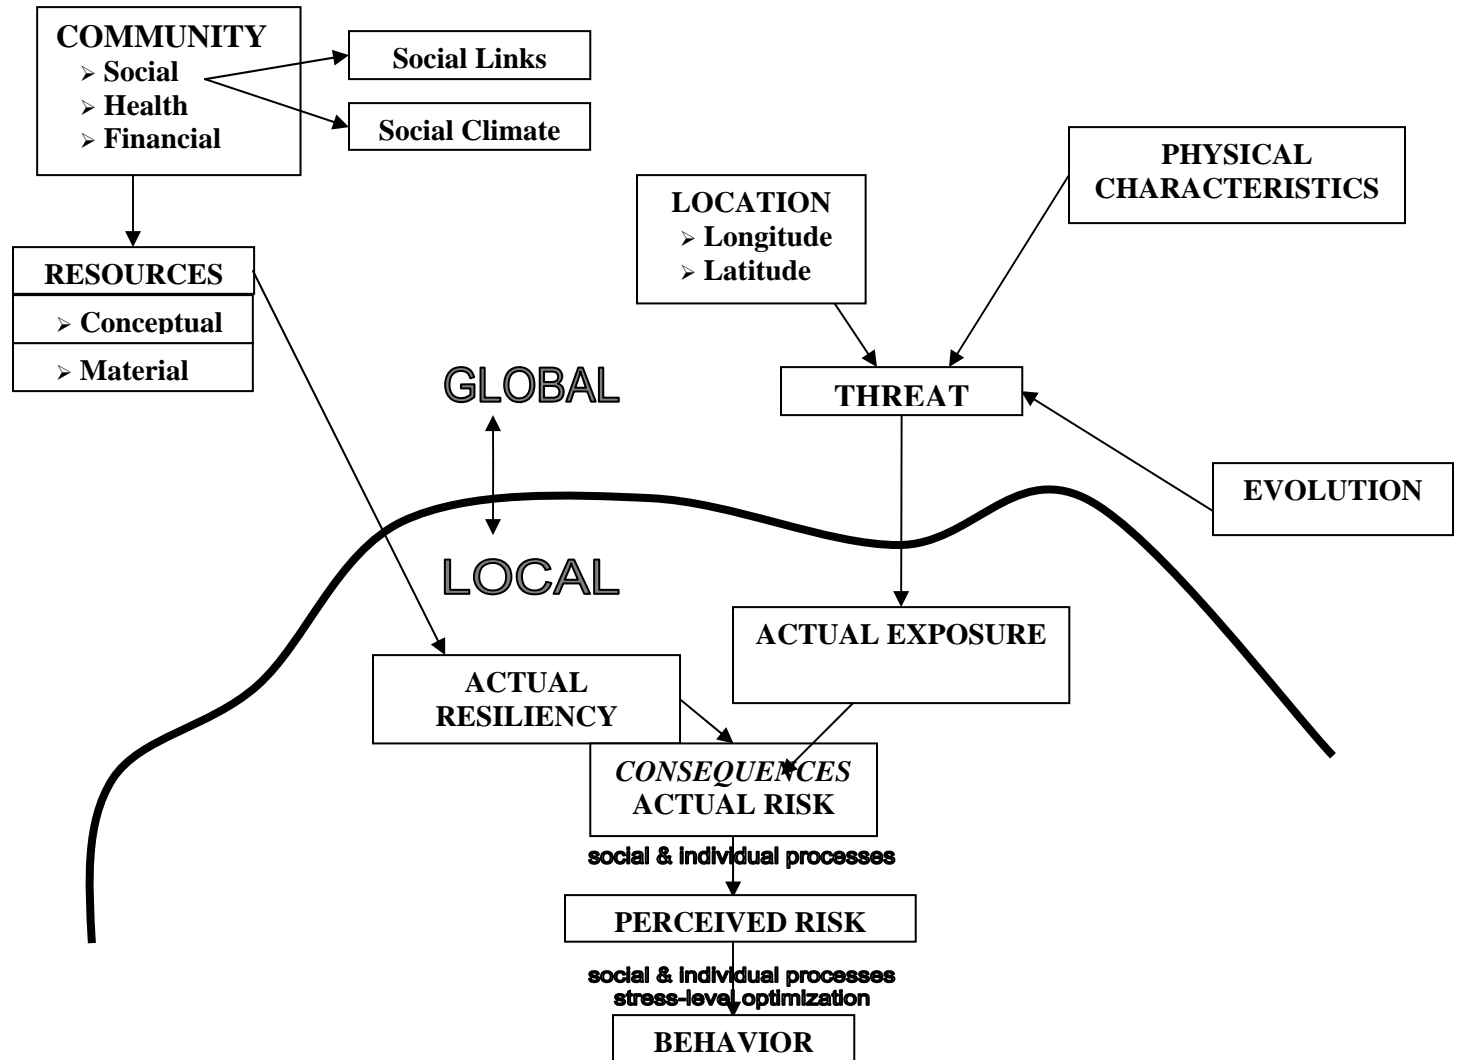 COMMUNITY
➢ Social
➢ Health
➢ Financial
Social Links
Social Climate
PHYSICAL
CHARACTERISTICS
LOCATION
➢ Longitude
➢ Latitude
RESOURCES
➢ Conceptual
➢ Material
GLOBAL
THREAT
EVOLUTION
LOCAL
ACTUAL EXPOSURE
ACTUAL
RESILIENCY
CONSEQUENCES
ACTUAL RISK
social & individual processes
PERCEIVED RISK
social & individual processes
stress-level optimization
BEHAVIOR